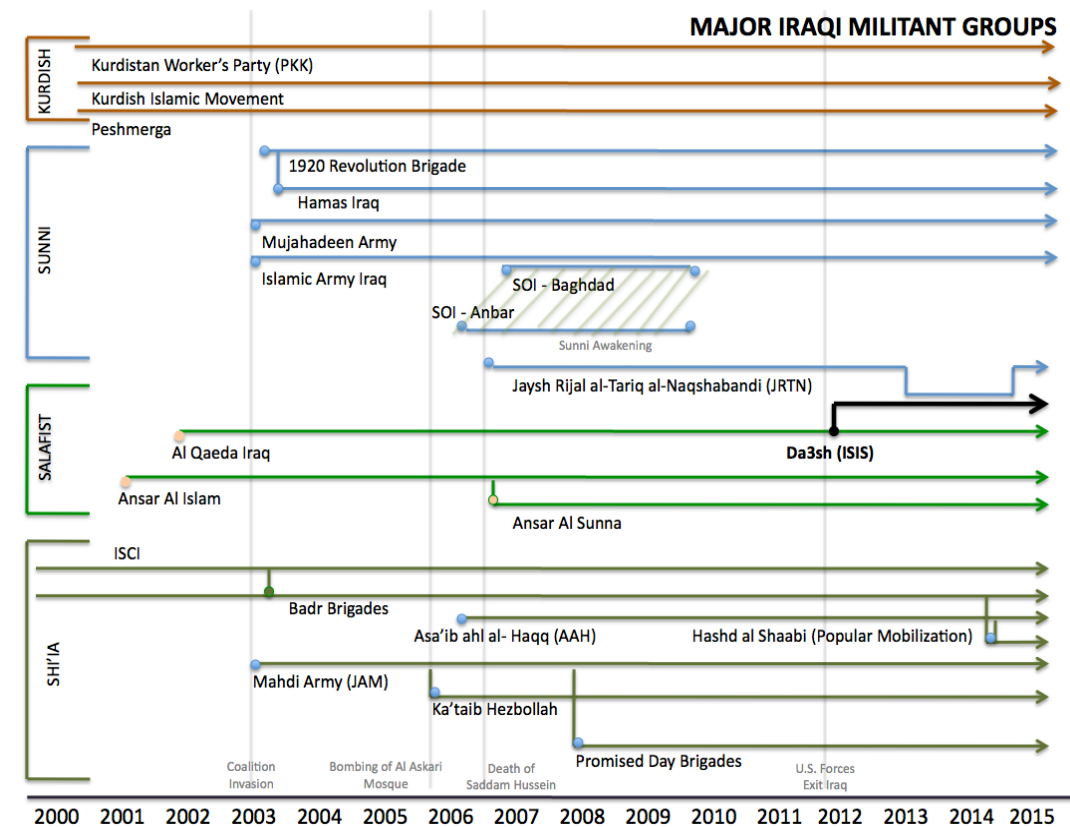 MAJOR IRAQI MILITANT GROUPS
KURDISH
Kurdistan Worker's Party (PKK)
Kurdish Islamic Movement
Peshmerga
SUNNI
1920 Revolution Brigade
Hamas Iraq
Mujahadeen Army
Islamic Army Iraq
SOI - Baghdad
SOI - Anbar
Sunni Awakening
Jaysh Rijal al-Tariq al-Naqshabandi (JRTN)
SALAFIST
Al Qaeda Iraq
Da3sh (ISIS)
Ansar Al Islam
Ansar Al Sunna
SHI'IA
ISCI
Badr Brigades
Asa'ib ahl al- Haqq (AAH)
Hashd al Shaabi (Popular Mobilization)
Mahdi Army (JAM)
Ka'taib Hezbollah
Promised Day Brigades
Coalition
Invasion
Bombing of Al Askari
Mosque
Death of
Saddam Hussein
U.S. Forces
Exit Iraq
2000 2001 2002 2003 2004 2005 2006 2007 2008 2009 2010 2011 2012 2013 2014 2015